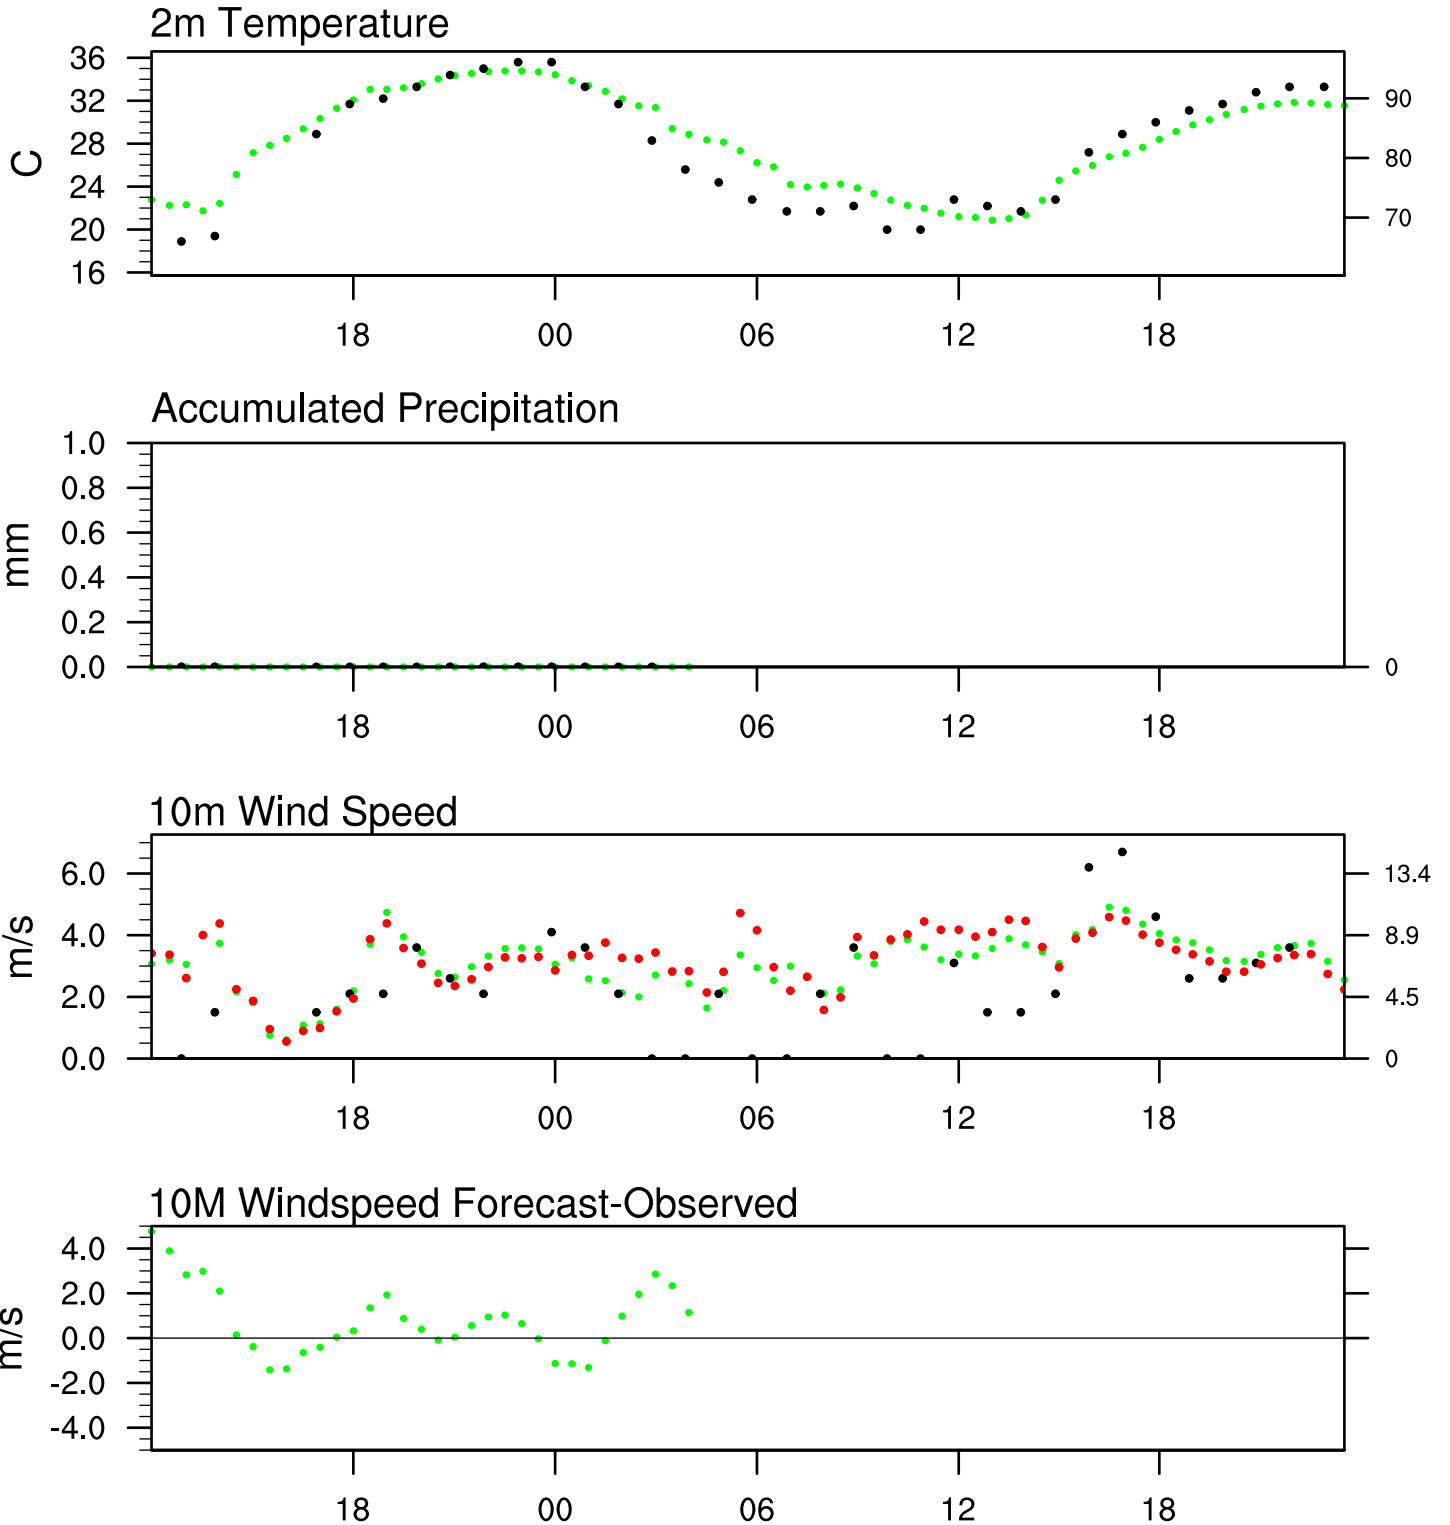 2m Temperature
36
32
28
24
20
16
C
90
80
70
18 00 06 12 18
Accumulated Precipitation
1.0
0.8
0.6
0.4
0.2
0.0
mm
0
18 00 06 12 18
10m Wind Speed
6.0
4.0
2.0
0.0
m/s
13.4
8.9
4.5
0
18 00 06 12 18
10M Windspeed Forecast-Observed
4.0
2.0
0.0
-2.0
-4.0
m/s
18 00 06 12 18